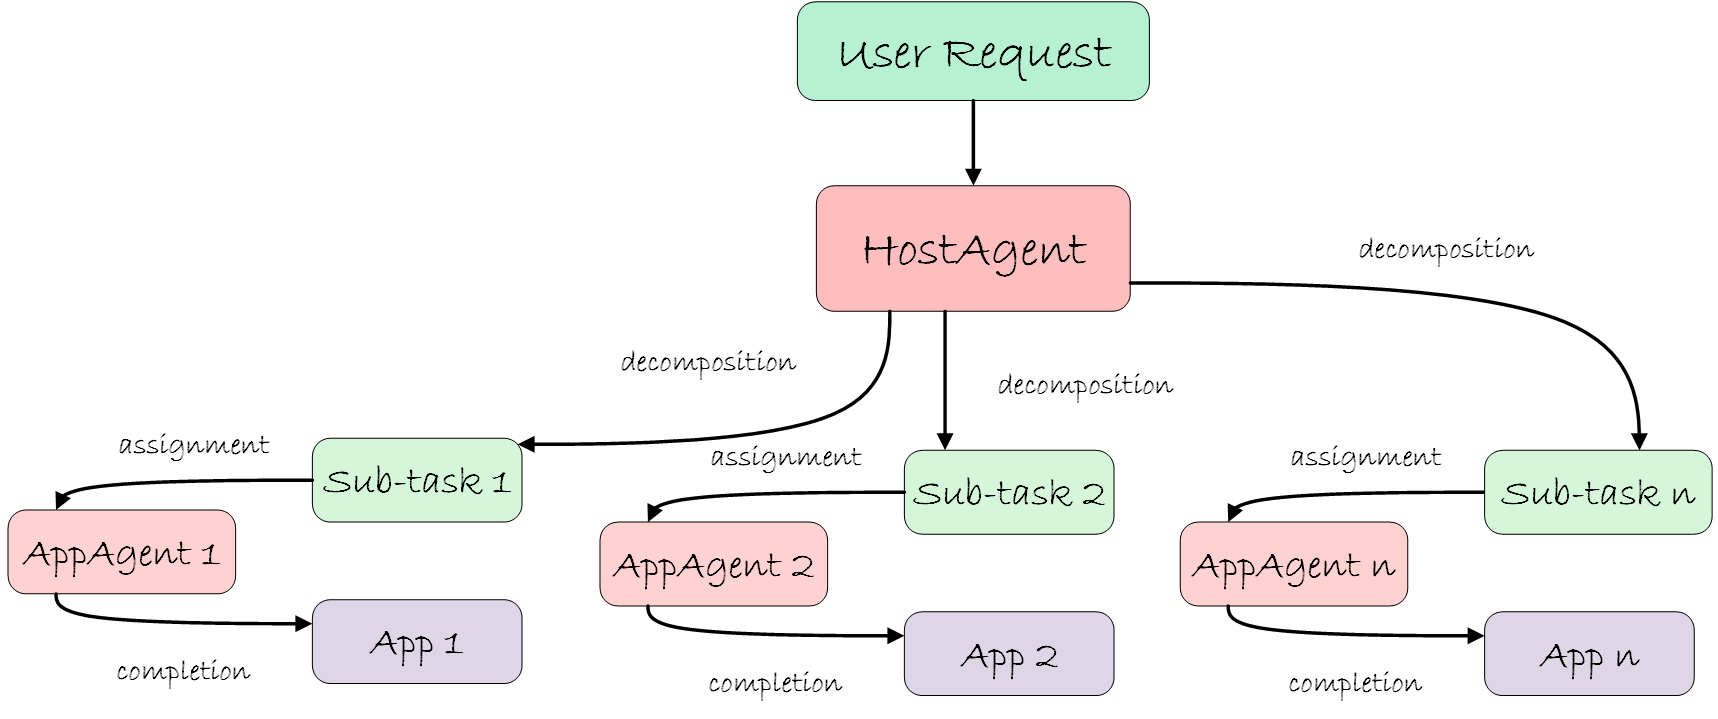 User Request
HostAgent
decomposition
decomposition
decomposition
assignment
Sub-task 1
assignment
Sub-task 2
assignment
Sub-task n
AppAgent 1
AppAgent 2
AppAgent n
App 1
App 2
App n
completion
completion
completion